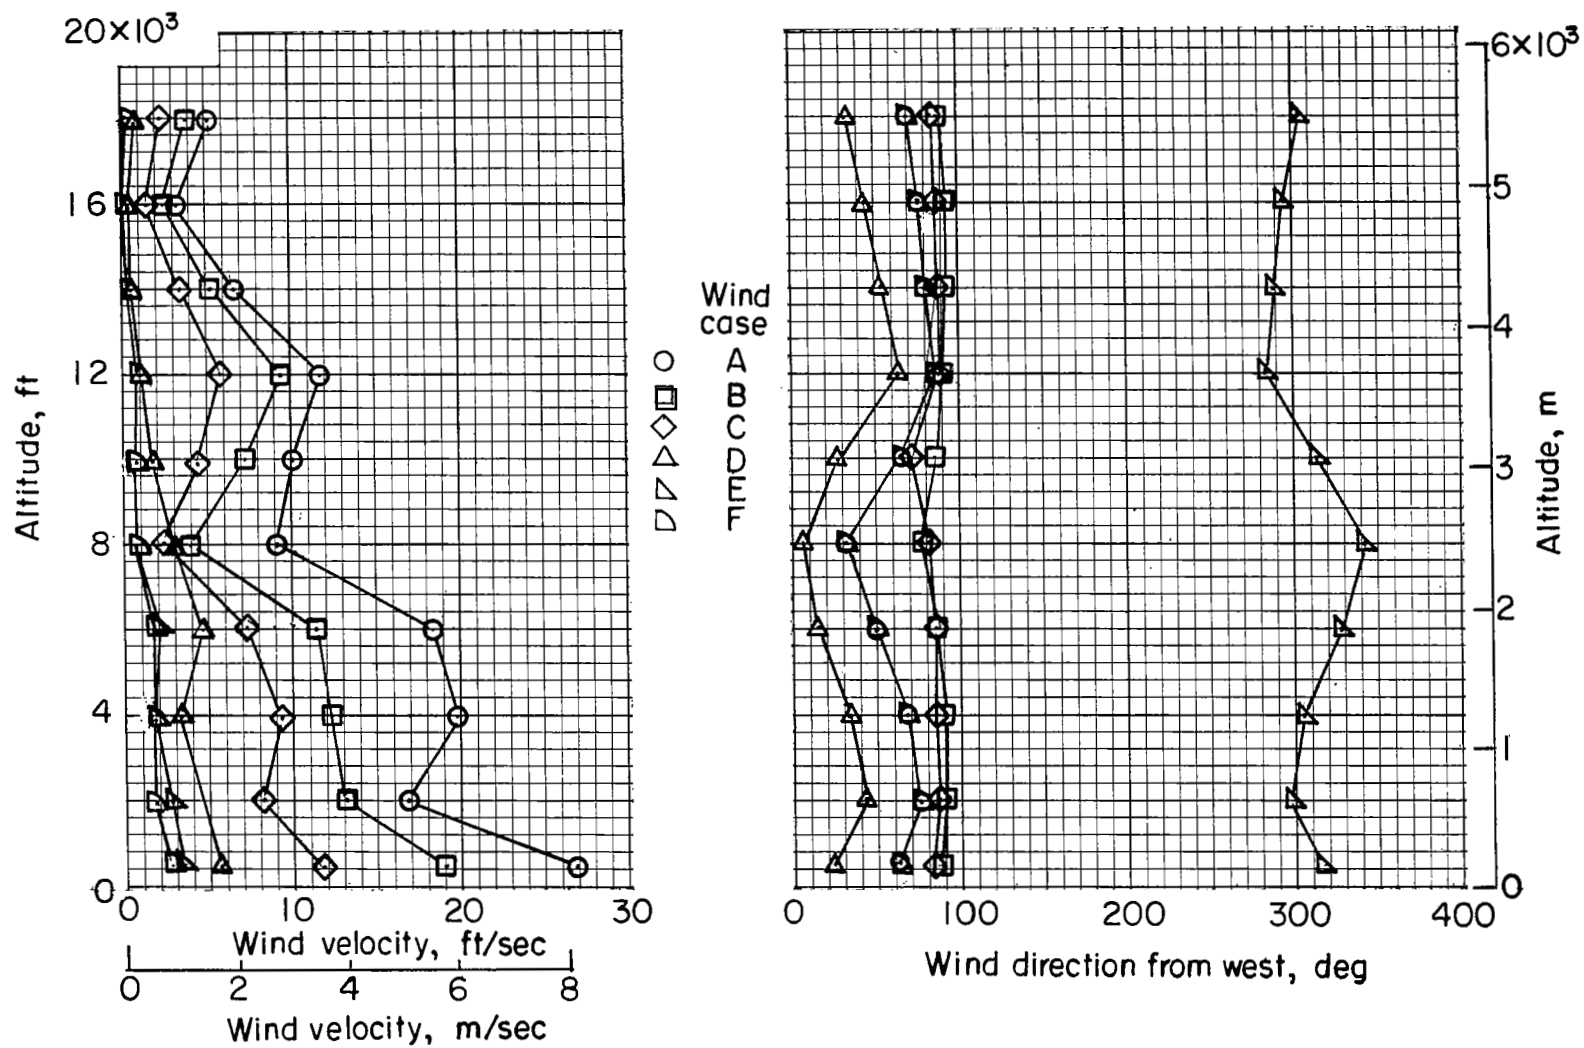 20×10³
16
12
8
4
0
Altitude, ft
0 10 20 30
Wind velocity, ft/sec
0 2 4 6 8
Wind velocity, m/sec
Wind
case
A
B
C
D
E
F
6×10³
5
4
3
2
1
0
Altitude, m
0 100 200 300 400
Wind direction from west, deg